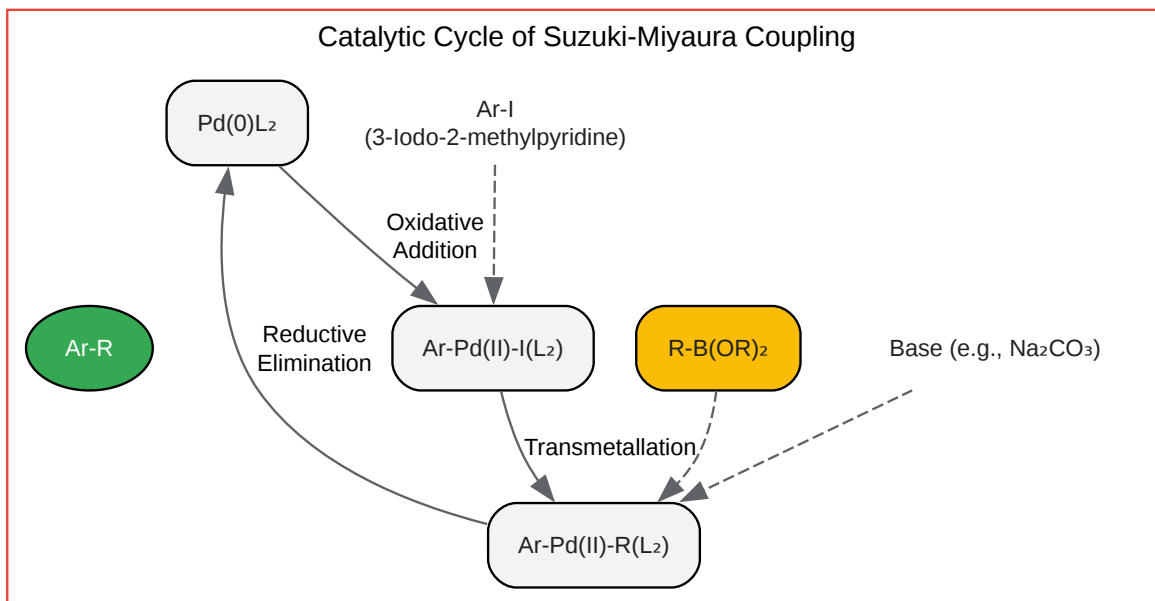 Catalytic Cycle of Suzuki-Miyaura Coupling
Pd(0)L₂
Ar-I
(3-Iodo-2-methylpyridine)
Oxidative
Addition
Ar-R
Reductive
Elimination
Ar-Pd(II)-I(L₂)
R-B(OR)₂
Base (e.g., Na₂CO₃)
Transmetallation
Ar-Pd(II)-R(L₂)